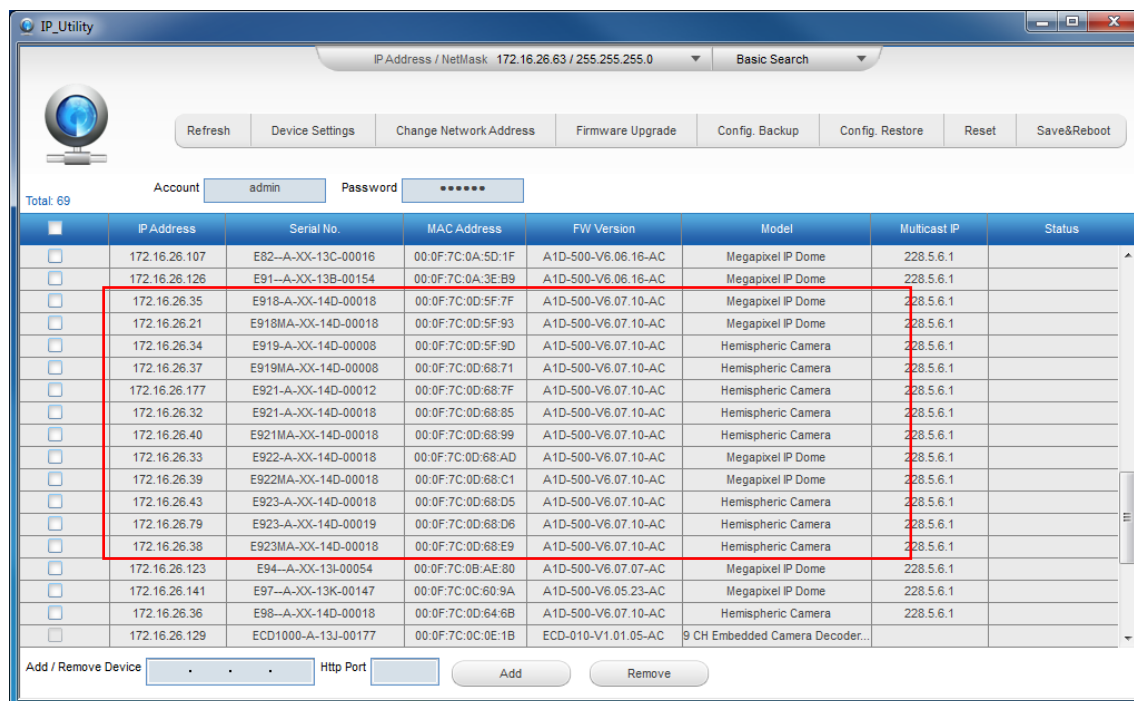 IP_Utility
IP Address / NetMask 172.16.26.63 / 255.255.255.0 Basic Search
Refresh Device Settings Change Network Address Firmware Upgrade Config. Backup Config. Restore Reset Save&Reboot
Account admin Password ●●●●●●
Total: 69
IP Address Serial No. MAC Address FW Version Model Multicast IP Status
172.16.26.107 E82--A-XX-13C-00016 00:0F:7C:0A:5D:1F A1D-500-V6.06.16-AC Megapixel IP Dome 228.5.6.1
172.16.26.126 E91--A-XX-13B-00154 00:0F:7C:0A:3E:B9 A1D-500-V6.06.16-AC Megapixel IP Dome 228.5.6.1
172.16.26.35 E918-A-XX-14D-00018 00:0F:7C:0D:5F:7F A1D-500-V6.07.10-AC Megapixel IP Dome 228.5.6.1
172.16.26.21 E918MA-XX-14D-00018 00:0F:7C:0D:5F:93 A1D-500-V6.07.10-AC Megapixel IP Dome 228.5.6.1
172.16.26.34 E919-A-XX-14D-00008 00:0F:7C:0D:5F:9D A1D-500-V6.07.10-AC Hemispheric Camera 228.5.6.1
172.16.26.37 E919MA-XX-14D-00008 00:0F:7C:0D:68:71 A1D-500-V6.07.10-AC Hemispheric Camera 228.5.6.1
172.16.26.177 E921-A-XX-14D-00012 00:0F:7C:0D:68:7F A1D-500-V6.07.10-AC Hemispheric Camera 228.5.6.1
172.16.26.32 E921-A-XX-14D-00018 00:0F:7C:0D:68:85 A1D-500-V6.07.10-AC Hemispheric Camera 228.5.6.1
172.16.26.40 E921MA-XX-14D-00018 00:0F:7C:0D:68:99 A1D-500-V6.07.10-AC Hemispheric Camera 228.5.6.1
172.16.26.33 E922-A-XX-14D-00018 00:0F:7C:0D:68:AD A1D-500-V6.07.10-AC Megapixel IP Dome 228.5.6.1
172.16.26.39 E922MA-XX-14D-00018 00:0F:7C:0D:68:C1 A1D-500-V6.07.10-AC Megapixel IP Dome 228.5.6.1
172.16.26.43 E923-A-XX-14D-00018 00:0F:7C:0D:68:D5 A1D-500-V6.07.10-AC Hemispheric Camera 228.5.6.1
172.16.26.79 E923-A-XX-14D-00019 00:0F:7C:0D:68:D6 A1D-500-V6.07.10-AC Hemispheric Camera 228.5.6.1
172.16.26.38 E923MA-XX-14D-00018 00:0F:7C:0D:68:E9 A1D-500-V6.07.10-AC Hemispheric Camera 228.5.6.1
172.16.26.123 E94--A-XX-13I-00054 00:0F:7C:0B:AE:80 A1D-500-V6.07.07-AC Megapixel IP Dome 228.5.6.1
172.16.26.141 E97--A-XX-13K-00147 00:0F:7C:0C:60:9A A1D-500-V6.05.23-AC Megapixel IP Dome 228.5.6.1
172.16.26.36 E98--A-XX-14D-00018 00:0F:7C:0D:64:6B A1D-500-V6.07.10-AC Hemispheric Camera 228.5.6.1
172.16.26.129 ECD1000-A-13J-00177 00:0F:7C:0C:0E:1B ECD-010-V1.01.05-AC 9 CH Embedded Camera Decoder...
Add / Remove Device . . . Http Port Add Remove